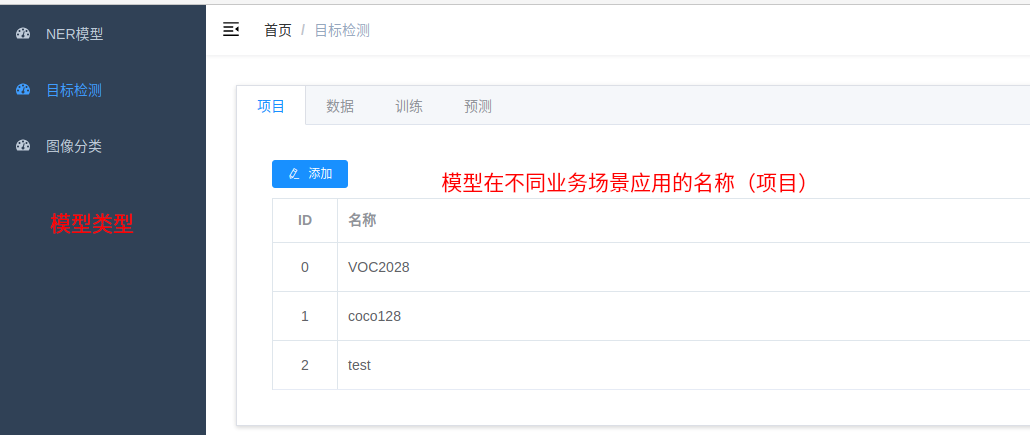 NER模型
目标检测
图像分类
模型类型
首页 / 目标检测
项目 数据 训练 预测
添加
模型在不同业务场景应用的名称（项目）
ID 名称
0 VOC2028
1 coco128
2 test